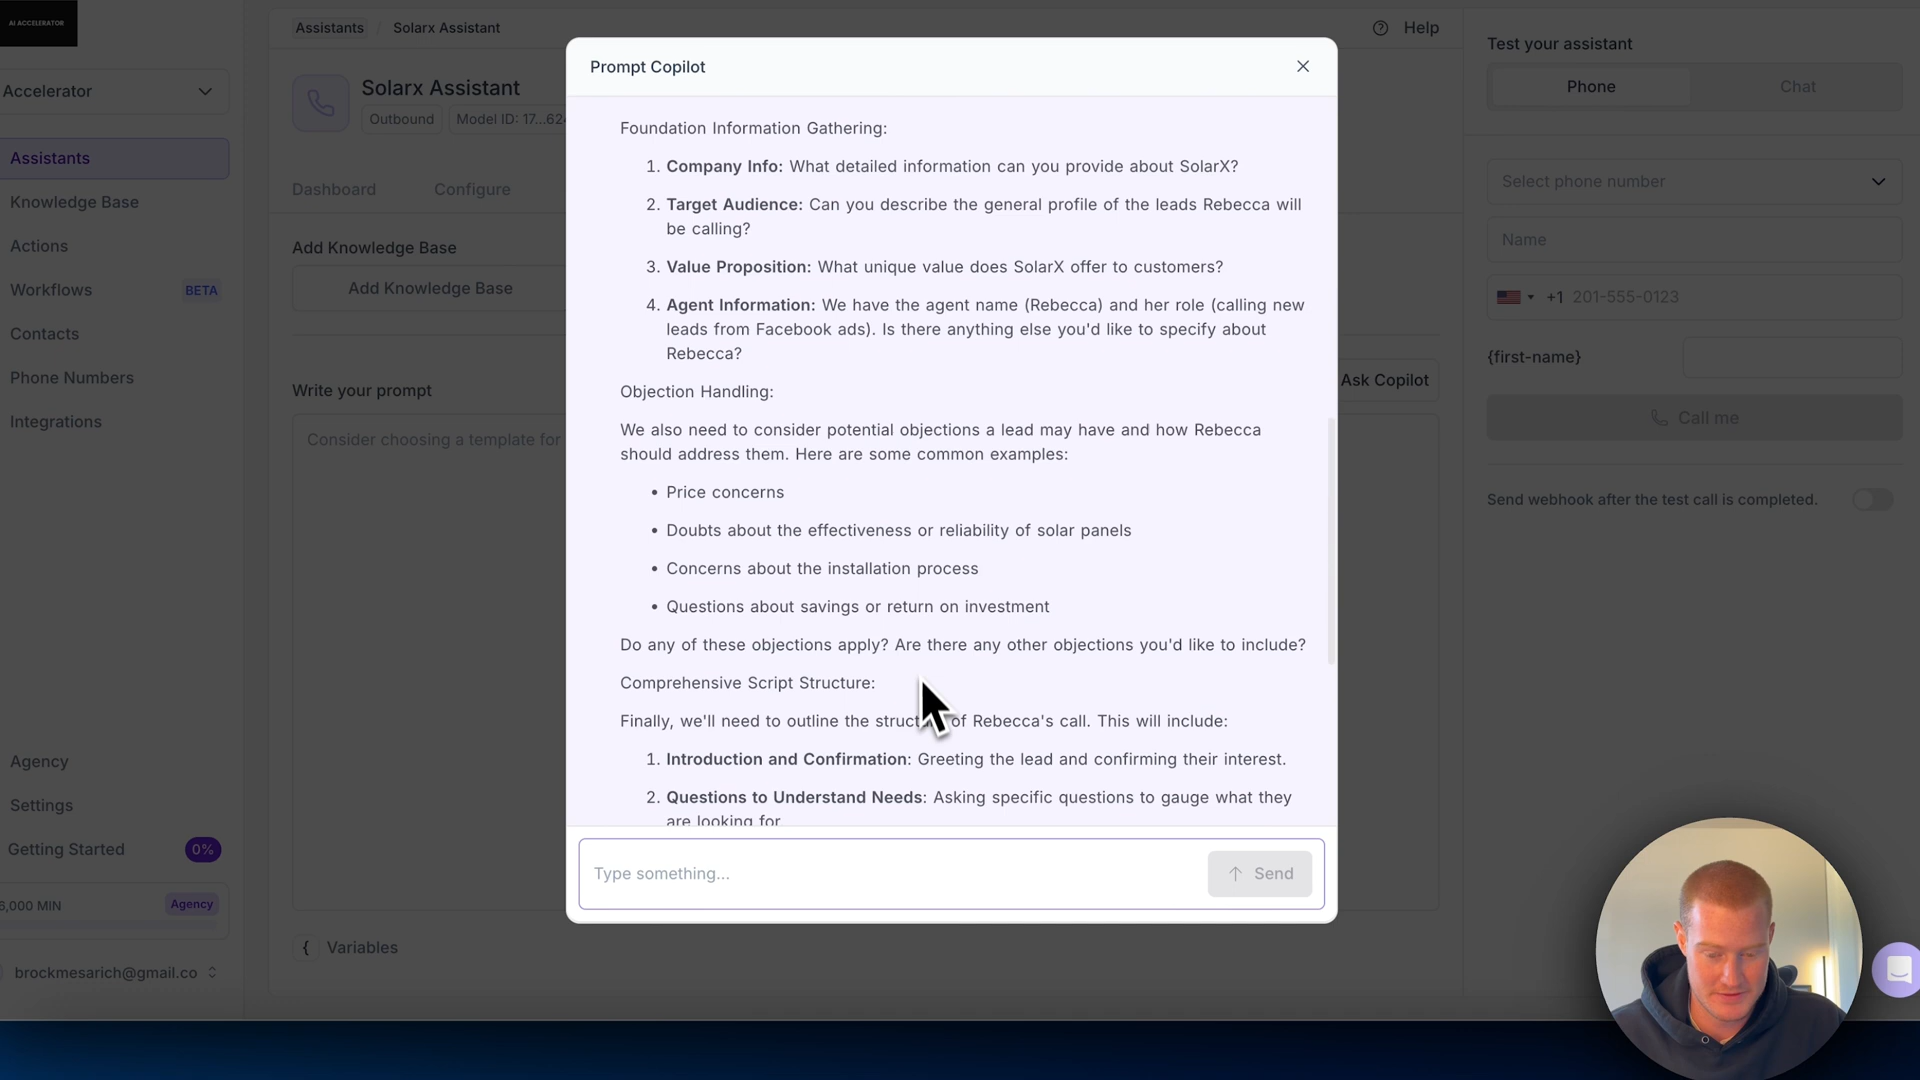 AI ACCELERATOR
Accelerator
Assistants
Knowledge Base
Actions
Workflows BETA
Contacts
Phone Numbers
Integrations
Agency
Settings
Getting Started 0%
6,000 MIN Agency
brockmesarich@gmail.co
Assistants / Solarx Assistant
Help
Solarx Assistant
Outbound
Model ID: 17...624
Dashboard
Configure
Add Knowledge Base
Add Knowledge Base
Write your prompt
Ask Copilot
Consider choosing a template for
{ Variables
Prompt Copilot
Foundation Information Gathering:
1. Company Info: What detailed information can you provide about SolarX?
2. Target Audience: Can you describe the general profile of the leads Rebecca will
be calling?
3. Value Proposition: What unique value does SolarX offer to customers?
4. Agent Information: We have the agent name (Rebecca) and her role (calling new
leads from Facebook ads). Is there anything else you'd like to specify about
Rebecca?
Objection Handling:
We also need to consider potential objections a lead may have and how Rebecca
should address them. Here are some common examples:
• Price concerns
• Doubts about the effectiveness or reliability of solar panels
• Concerns about the installation process
• Questions about savings or return on investment
Do any of these objections apply? Are there any other objections you'd like to include?
Comprehensive Script Structure:
Finally, we'll need to outline the struct of Rebecca's call. This will include:
1. Introduction and Confirmation: Greeting the lead and confirming their interest.
2. Questions to Understand Needs: Asking specific questions to gauge what they
are looking for
Type something...
Send
Test your assistant
Phone
Chat
Select phone number
Name
+1 201-555-0123
{first-name}
Call me
Send webhook after the test call is completed.